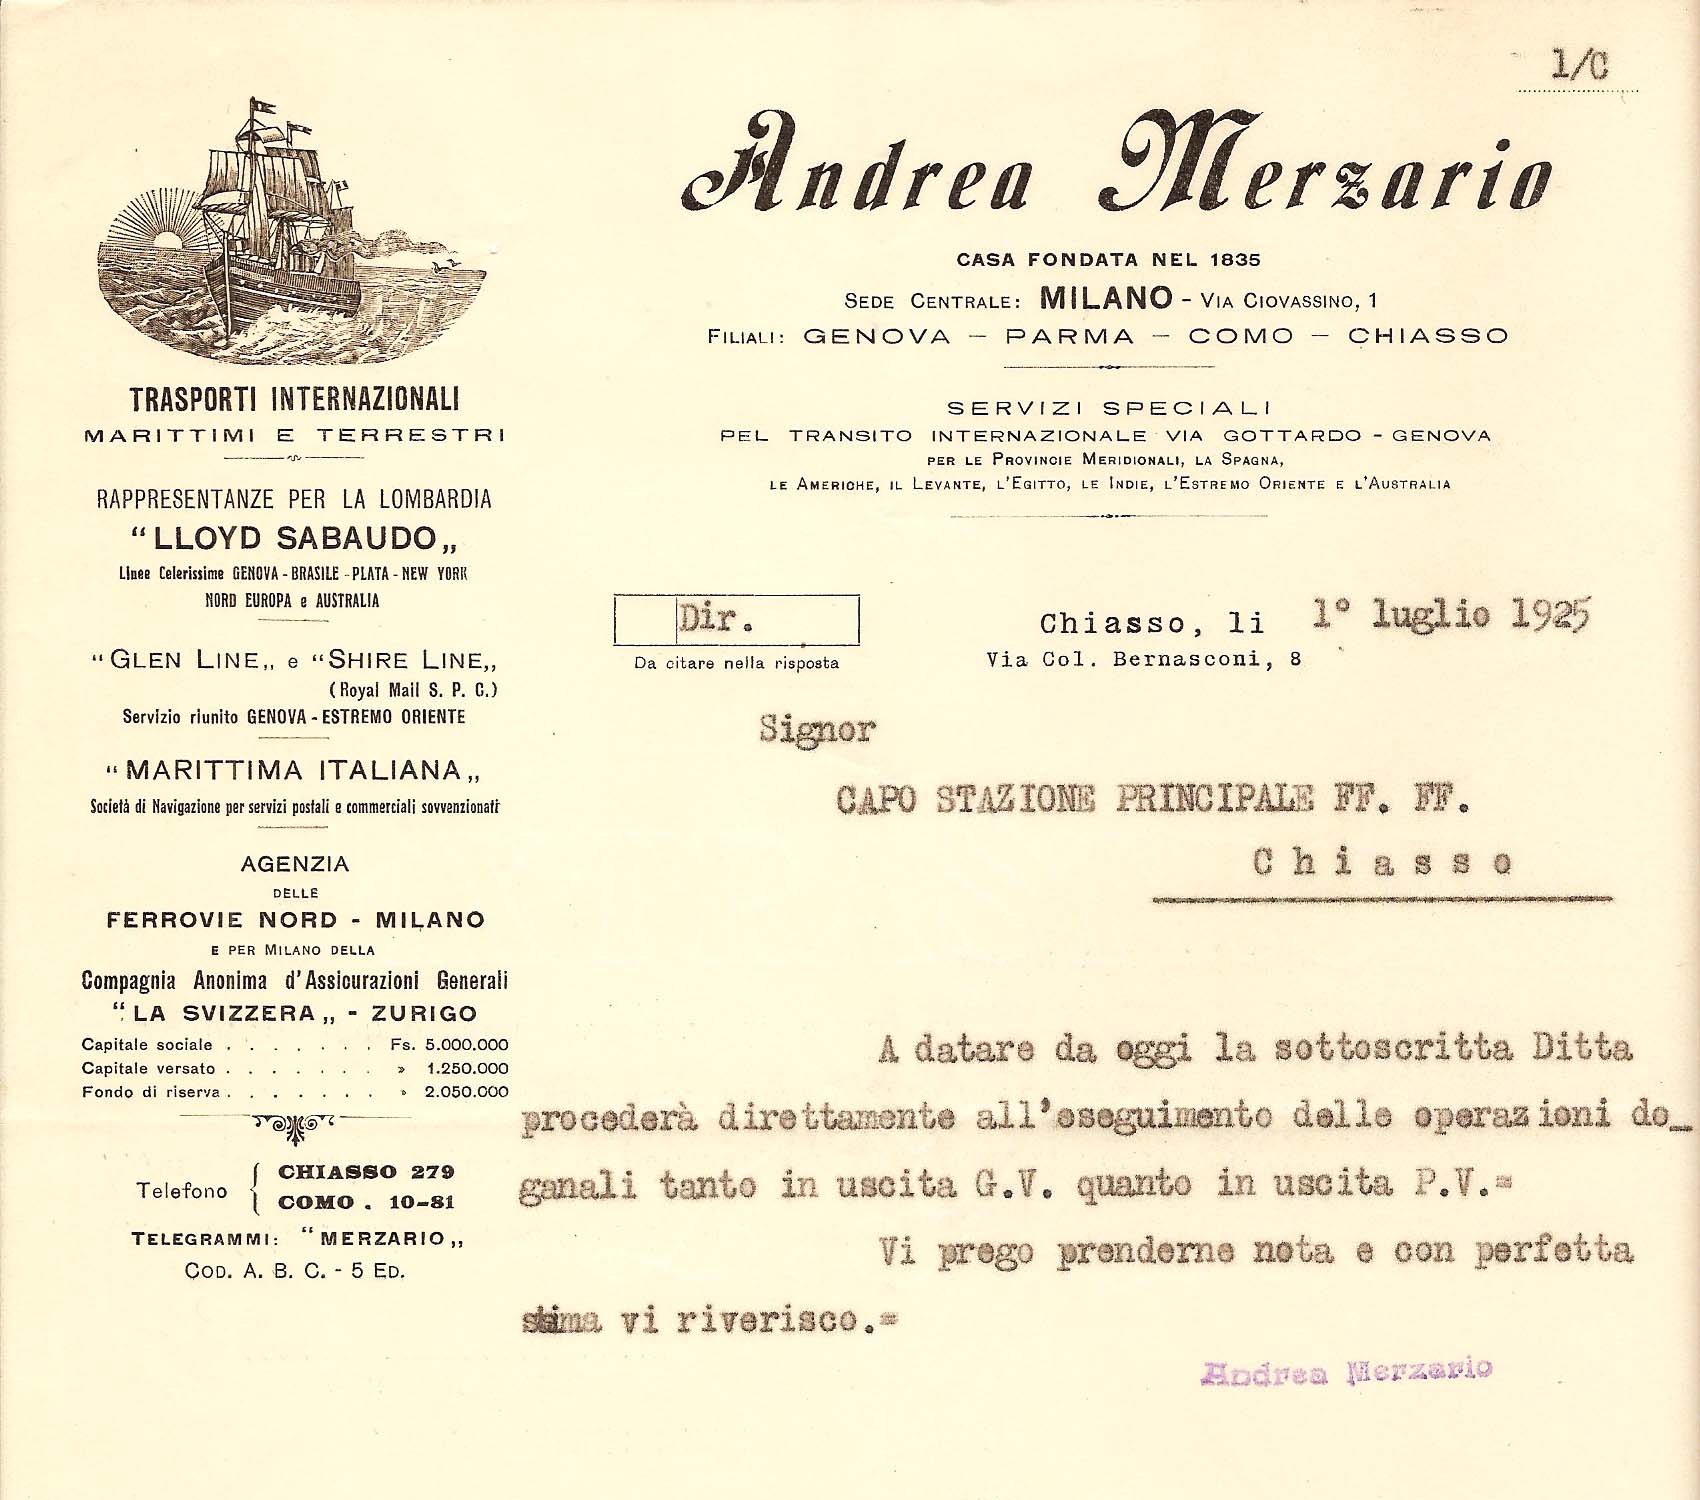 1/C
Andrea Merzario
CASA FONDATA NEL 1835
SEDE CENTRALE: MILANO - VIA CIOVASSINO, 1
FILIALI: GENOVA — PARMA — COMO — CHIASSO
SERVIZI SPECIALI
PEL TRANSITO INTERNAZIONALE VIA GOTTARDO - GENOVA
PER LE PROVINCIE MERIDIONALI, LA SPAGNA,
LE AMERICHE, IL LEVANTE, L'EGITTO, LE INDIE, L'ESTREMO ORIENTE E L'AUSTRALIA
TRASPORTI INTERNAZIONALI
MARITTIMI E TERRESTRI
RAPPRESENTANZE PER LA LOMBARDIA
“LLOYD SABAUDO„
Linee Celerissime GENOVA - BRASILE - PLATA - NEW YORK
NORD EUROPA e AUSTRALIA
“GLEN LINE„ e “SHIRE LINE„
(Royal Mail S. P. C.)
Servizio riunito GENOVA - ESTREMO ORIENTE
“MARITTIMA ITALIANA„
Società di Navigazione per servizi postali e commerciali sovvenzionati
AGENZIA
DELLE
FERROVIE NORD - MILANO
E PER MILANO DELLA
Compagnia Anonima d'Assicurazioni Generali
“LA SVIZZERA„ - ZURIGO
Capitale sociale . . . . . . . Fs. 5.000.000
Capitale versato . . . . . . . » 1.250.000
Fondo di riserva . . . . . . . » 2.050.000
Telefono { CHIASSO 279
COMO . 10-81
TELEGRAMMI: “MERZARIO„
COD. A. B. C. - 5 ED.
Dir.
Da citare nella risposta
Chiasso, li 1° luglio 1925
Via Col. Bernasconi, 8
Signor
CAPO STAZIONE PRINCIPALE FF. FF.
Chiasso
A datare da oggi la sottoscritta Ditta
procederà direttamente all'eseguimento delle operazioni do_
ganali tanto in uscita G.V. quanto in uscita P.V.=
Vi prego prenderne nota e con perfetta
stima vi riverisco.=
Andrea Merzario